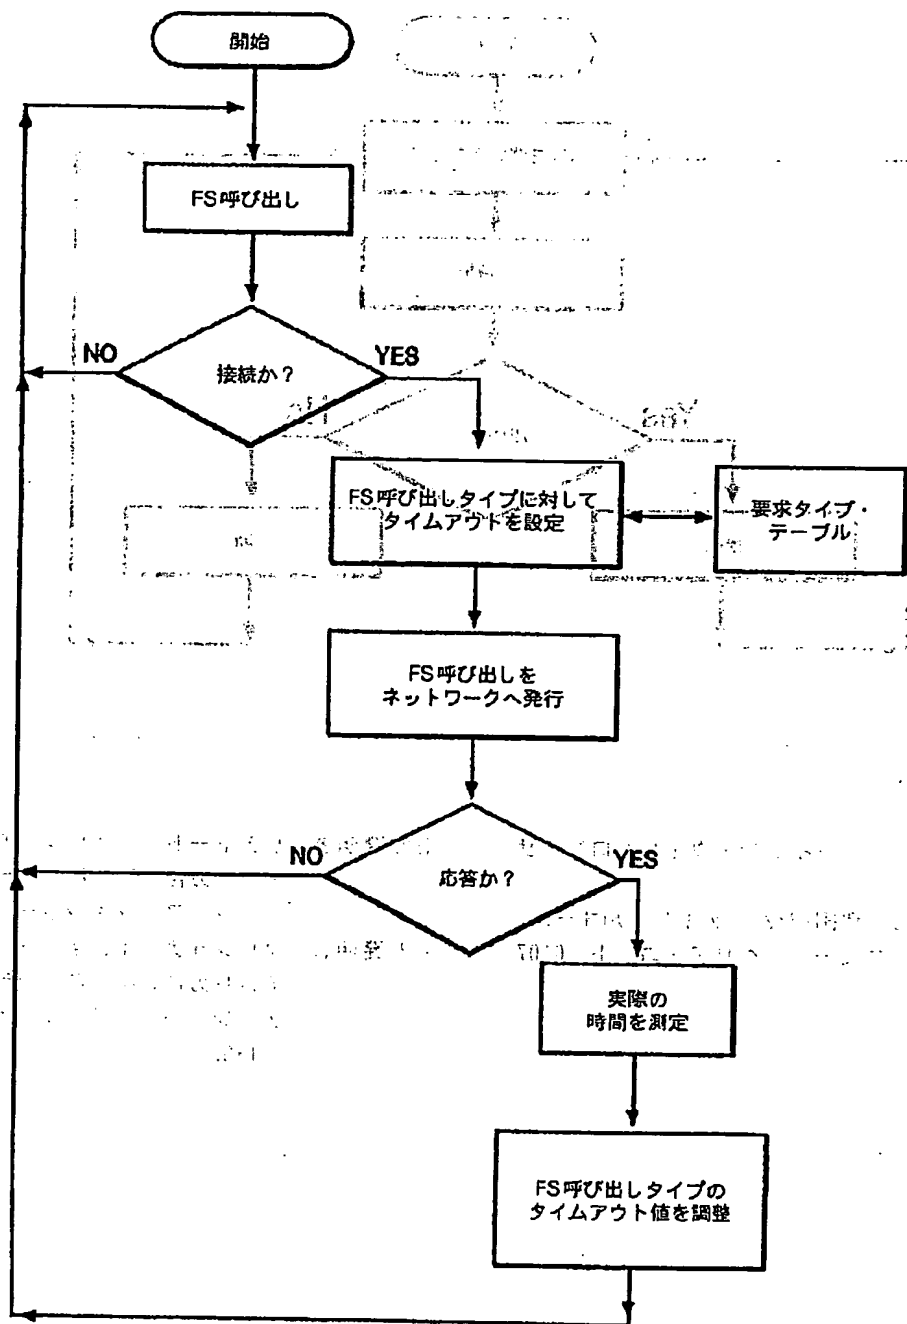 開始
FS呼び出し
NO
接続か？
YES
FS呼び出しタイプに対して
タイムアウトを設定
要求タイプ・
テーブル
FS呼び出しを
ネットワークへ発行
NO
応答か？
YES
実際の
時間を測定
FS呼び出しタイプの
タイムアウト値を調整